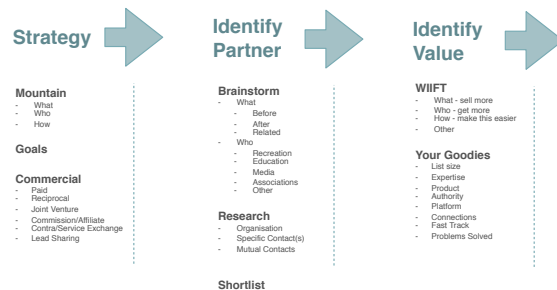 Strategy
Mountain
- What
- Who
- How
Goals
Commercial
- Paid
- Reciprocal
- Joint Venture
- Commission/Affiliate
- Contra/Service Exchange
- Lead Sharing
Identify
Partner
Brainstorm
- What
- Before
- After
- Related
- Who
- Recreation
- Education
- Media
- Associations
- Other
Research
- Organisation
- Specific Contact(s)
- Mutual Contacts
Shortlist
Identify
Value
WIIFT
- What - sell more
- Who - get more
- How - make this easier
- Other
Your Goodies
- List size
- Expertise
- Product
- Authority
- Platform
- Connections
- Fast Track
- Problems Solved